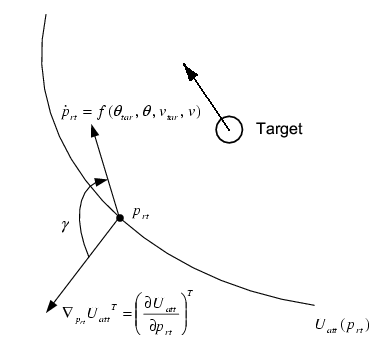 ṗ_rt = f(θ_tar, θ, v_tar, v)
Target
p_rt
γ
∇_{p_rt} U_att^T = (∂U_att / ∂p_rt)^T
U_att(p_rt)